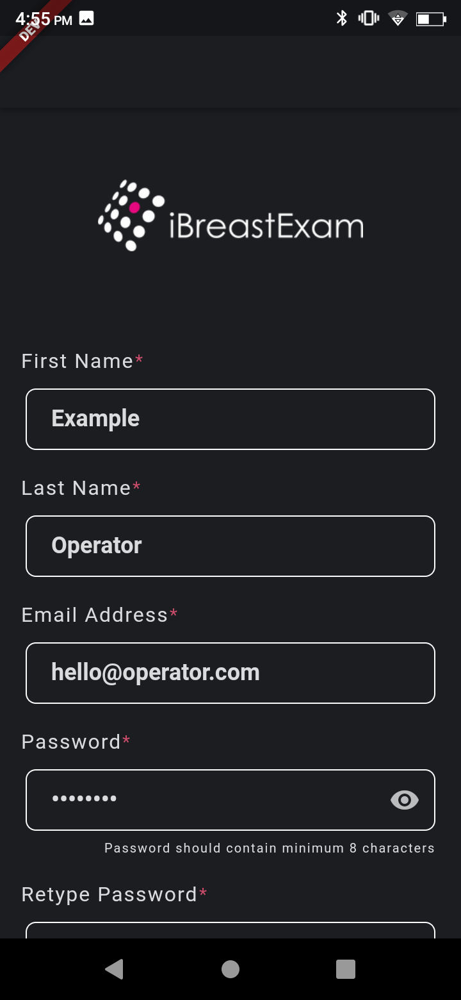 4:55 PM
DEV
iBreastExam
First Name*
Example
Last Name*
Operator
Email Address*
hello@operator.com
Password*
••••••••
Password should contain minimum 8 characters
Retype Password*